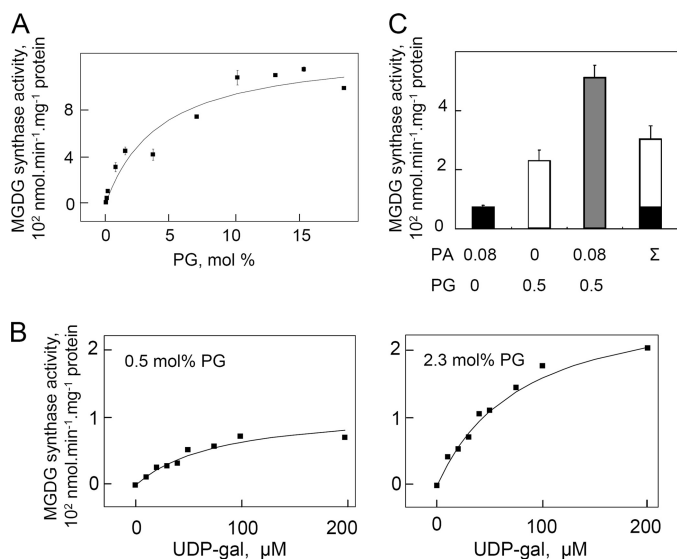 A
MGDG synthase activity,
10² nmol.min⁻¹.mg⁻¹ protein
8
4
0
0 5 10 15
PG, mol %
C
MGDG synthase activity,
10² nmol.min⁻¹.mg⁻¹ protein
4
2
0
PA 0.08 0 0.08 Σ
PG 0 0.5 0.5
B
MGDG synthase activity,
10² nmol.min⁻¹.mg⁻¹ protein
2
1
0
0.5 mol% PG
0 100 200
UDP-gal, µM
2
1
0
2.3 mol% PG
0 100 200
UDP-gal, µM